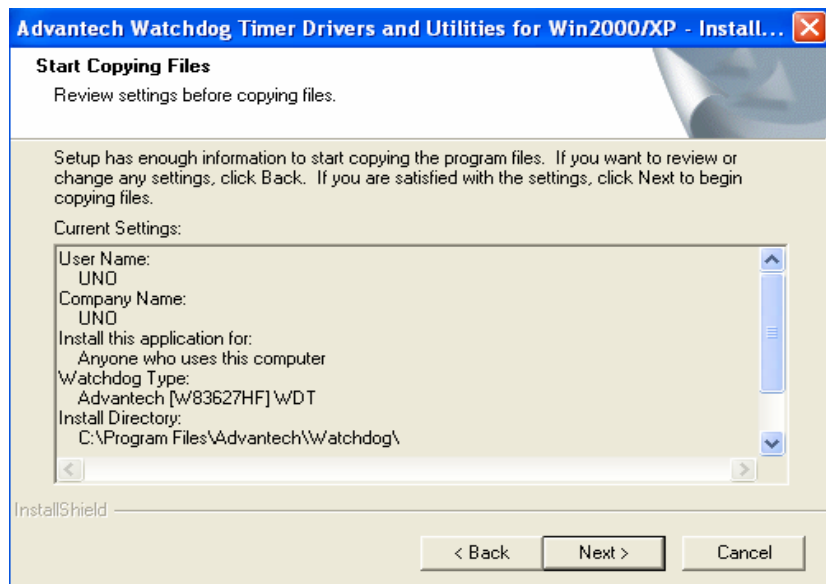 Advantech Watchdog Timer Drivers and Utilities for Win2000/XP - Install...
Start Copying Files
Review settings before copying files.
Setup has enough information to start copying the program files. If you want to review or
change any settings, click Back. If you are satisfied with the settings, click Next to begin
copying files.
Current Settings:
User Name:
UNO
Company Name:
UNO
Install this application for:
Anyone who uses this computer
Watchdog Type:
Advantech [W83627HF] WDT
Install Directory:
C:\Program Files\Advantech\Watchdog\
InstallShield
< Back
Next >
Cancel